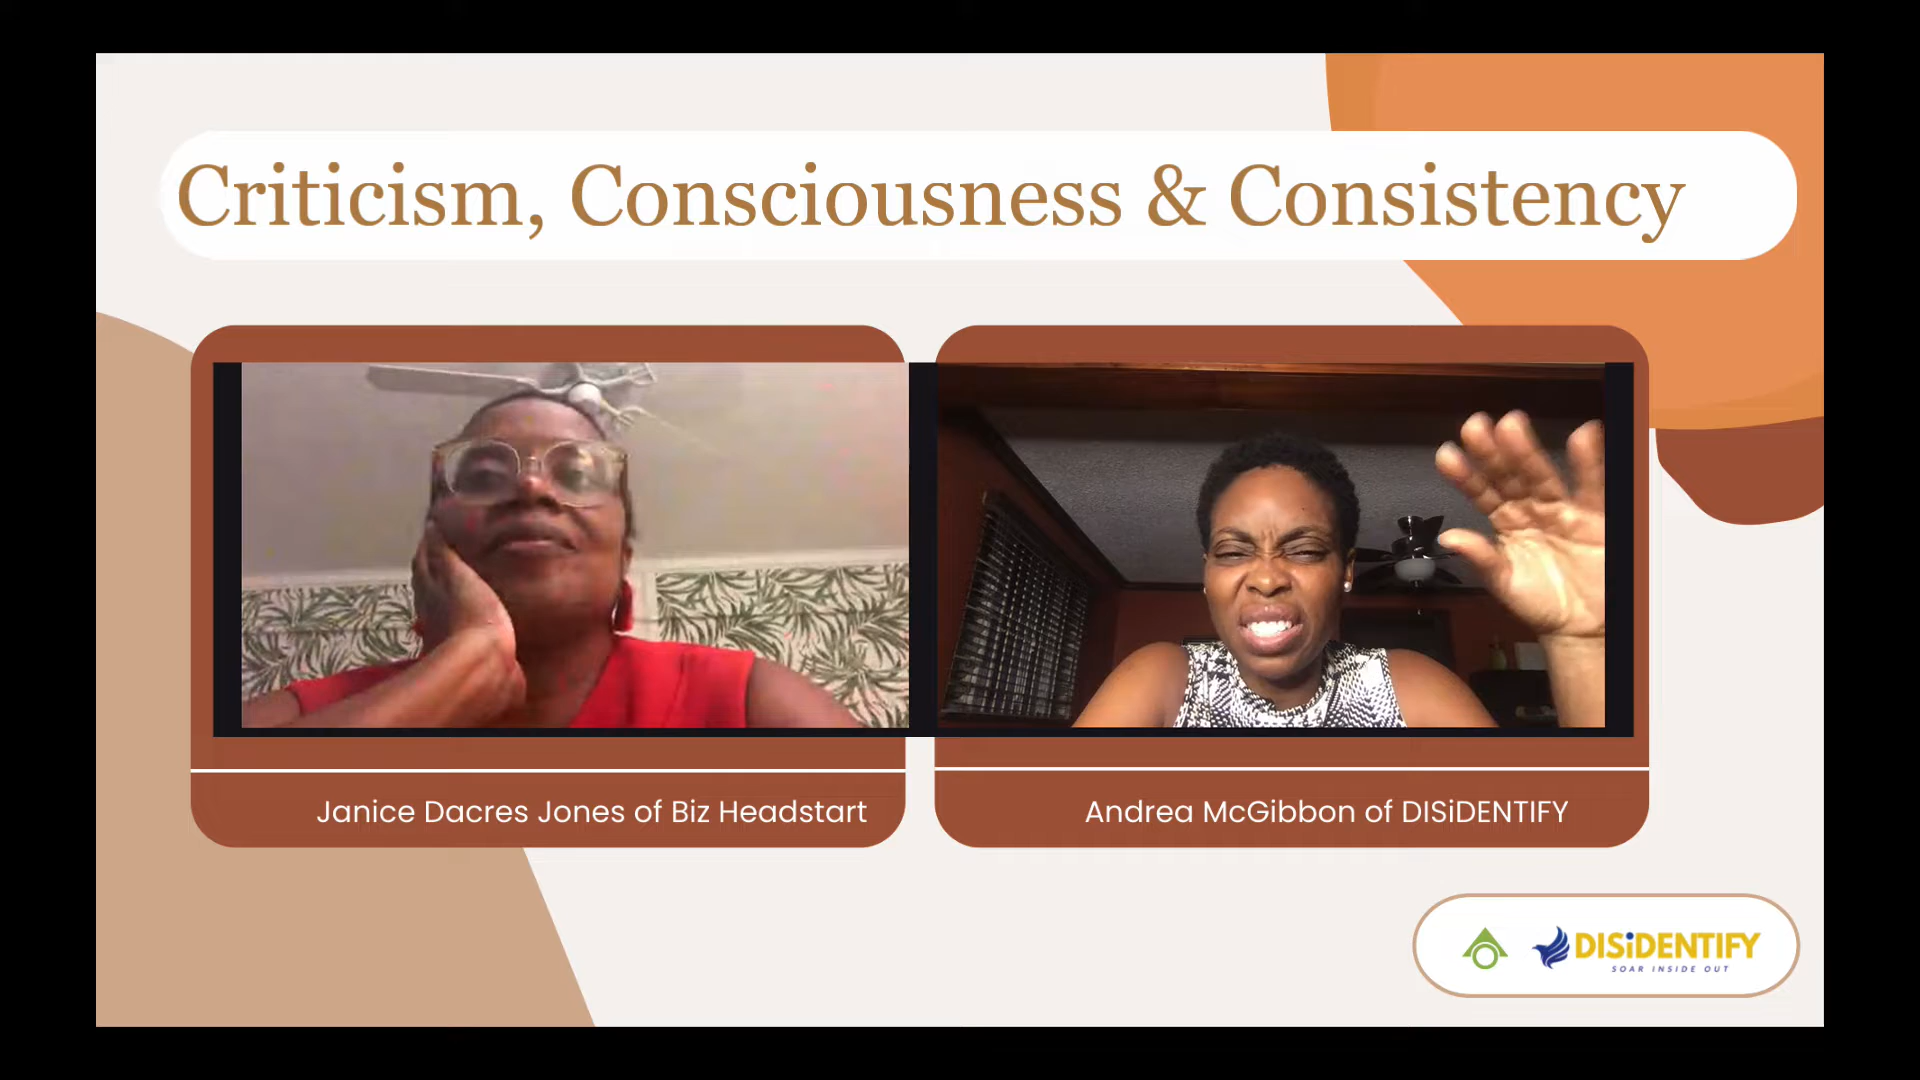 Criticism, Consciousness & Consistency
Janice Dacres Jones of Biz Headstart
Andrea McGibbon of DISiDENTIFY
DISiDENTIFY
SOAR INSIDE OUT